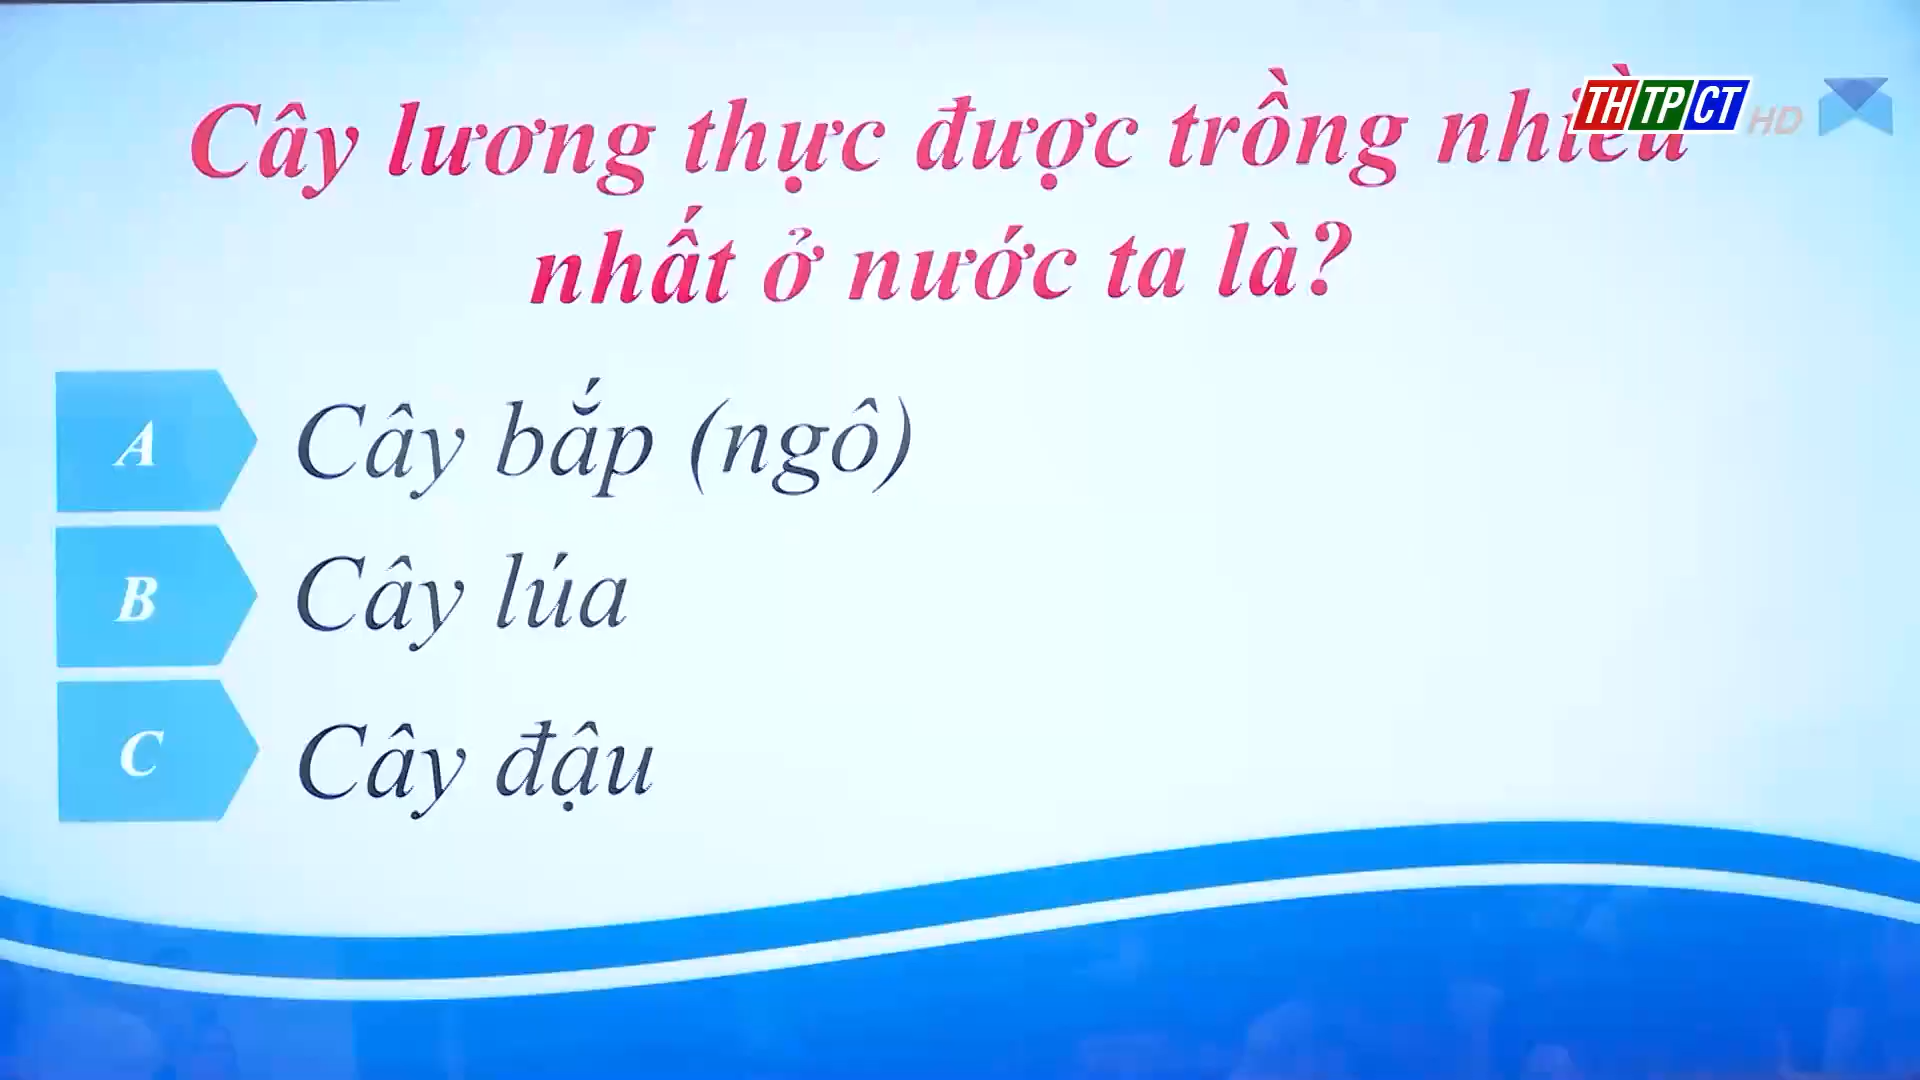 Cây lương thực được trồng nhiều
nhất ở nước ta là?
THTPCT HD
A Cây bắp (ngô)
B Cây lúa
C Cây đậu